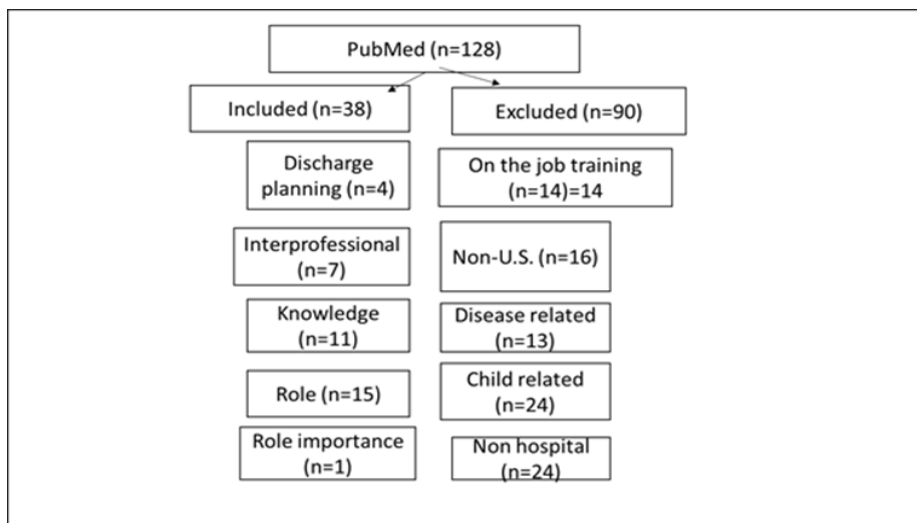 PubMed (n=128)
Included (n=38)
Excluded (n=90)
Discharge
planning (n=4)
On the job training
(n=14)=14
Interprofessional
(n=7)
Non-U.S. (n=16)
Knowledge
(n=11)
Disease related
(n=13)
Role (n=15)
Child related
(n=24)
Role importance
(n=1)
Non hospital
(n=24)